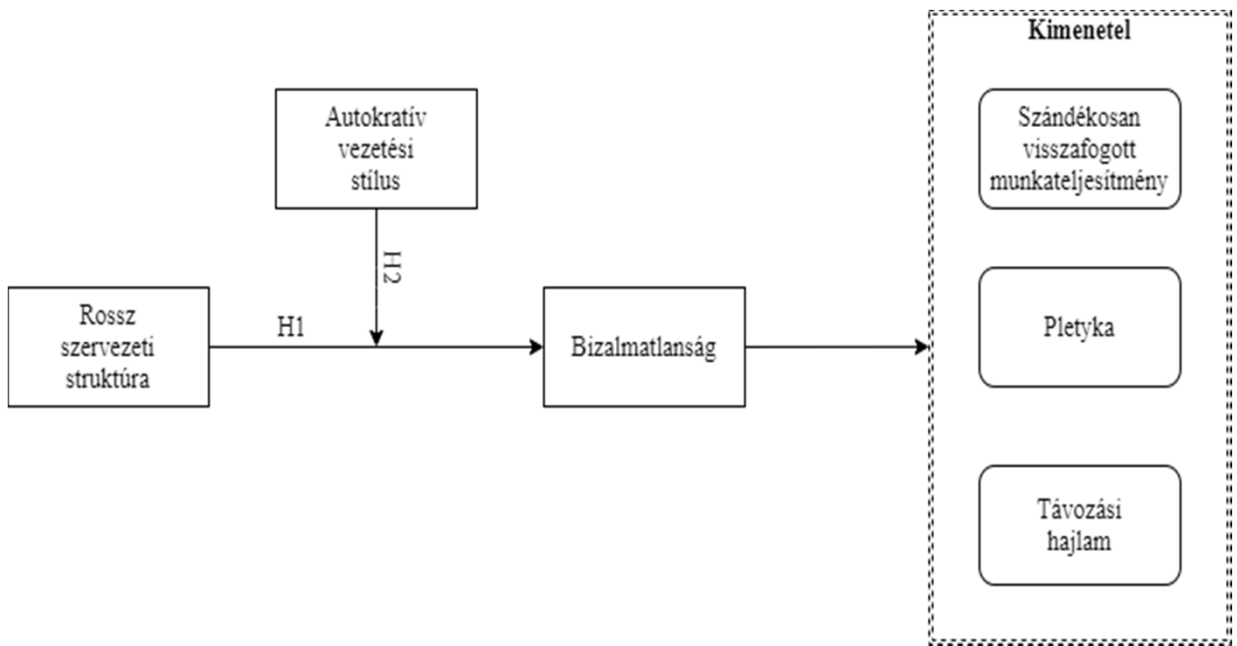 Kimenetel
Autokratív
vezetési
stílus
Szándékosan
visszafogott
munkateljesítmény
H2
Rossz
szervezeti
struktúra
H1
Bizalmatlanság
Pletyka
Távozási
hajlam